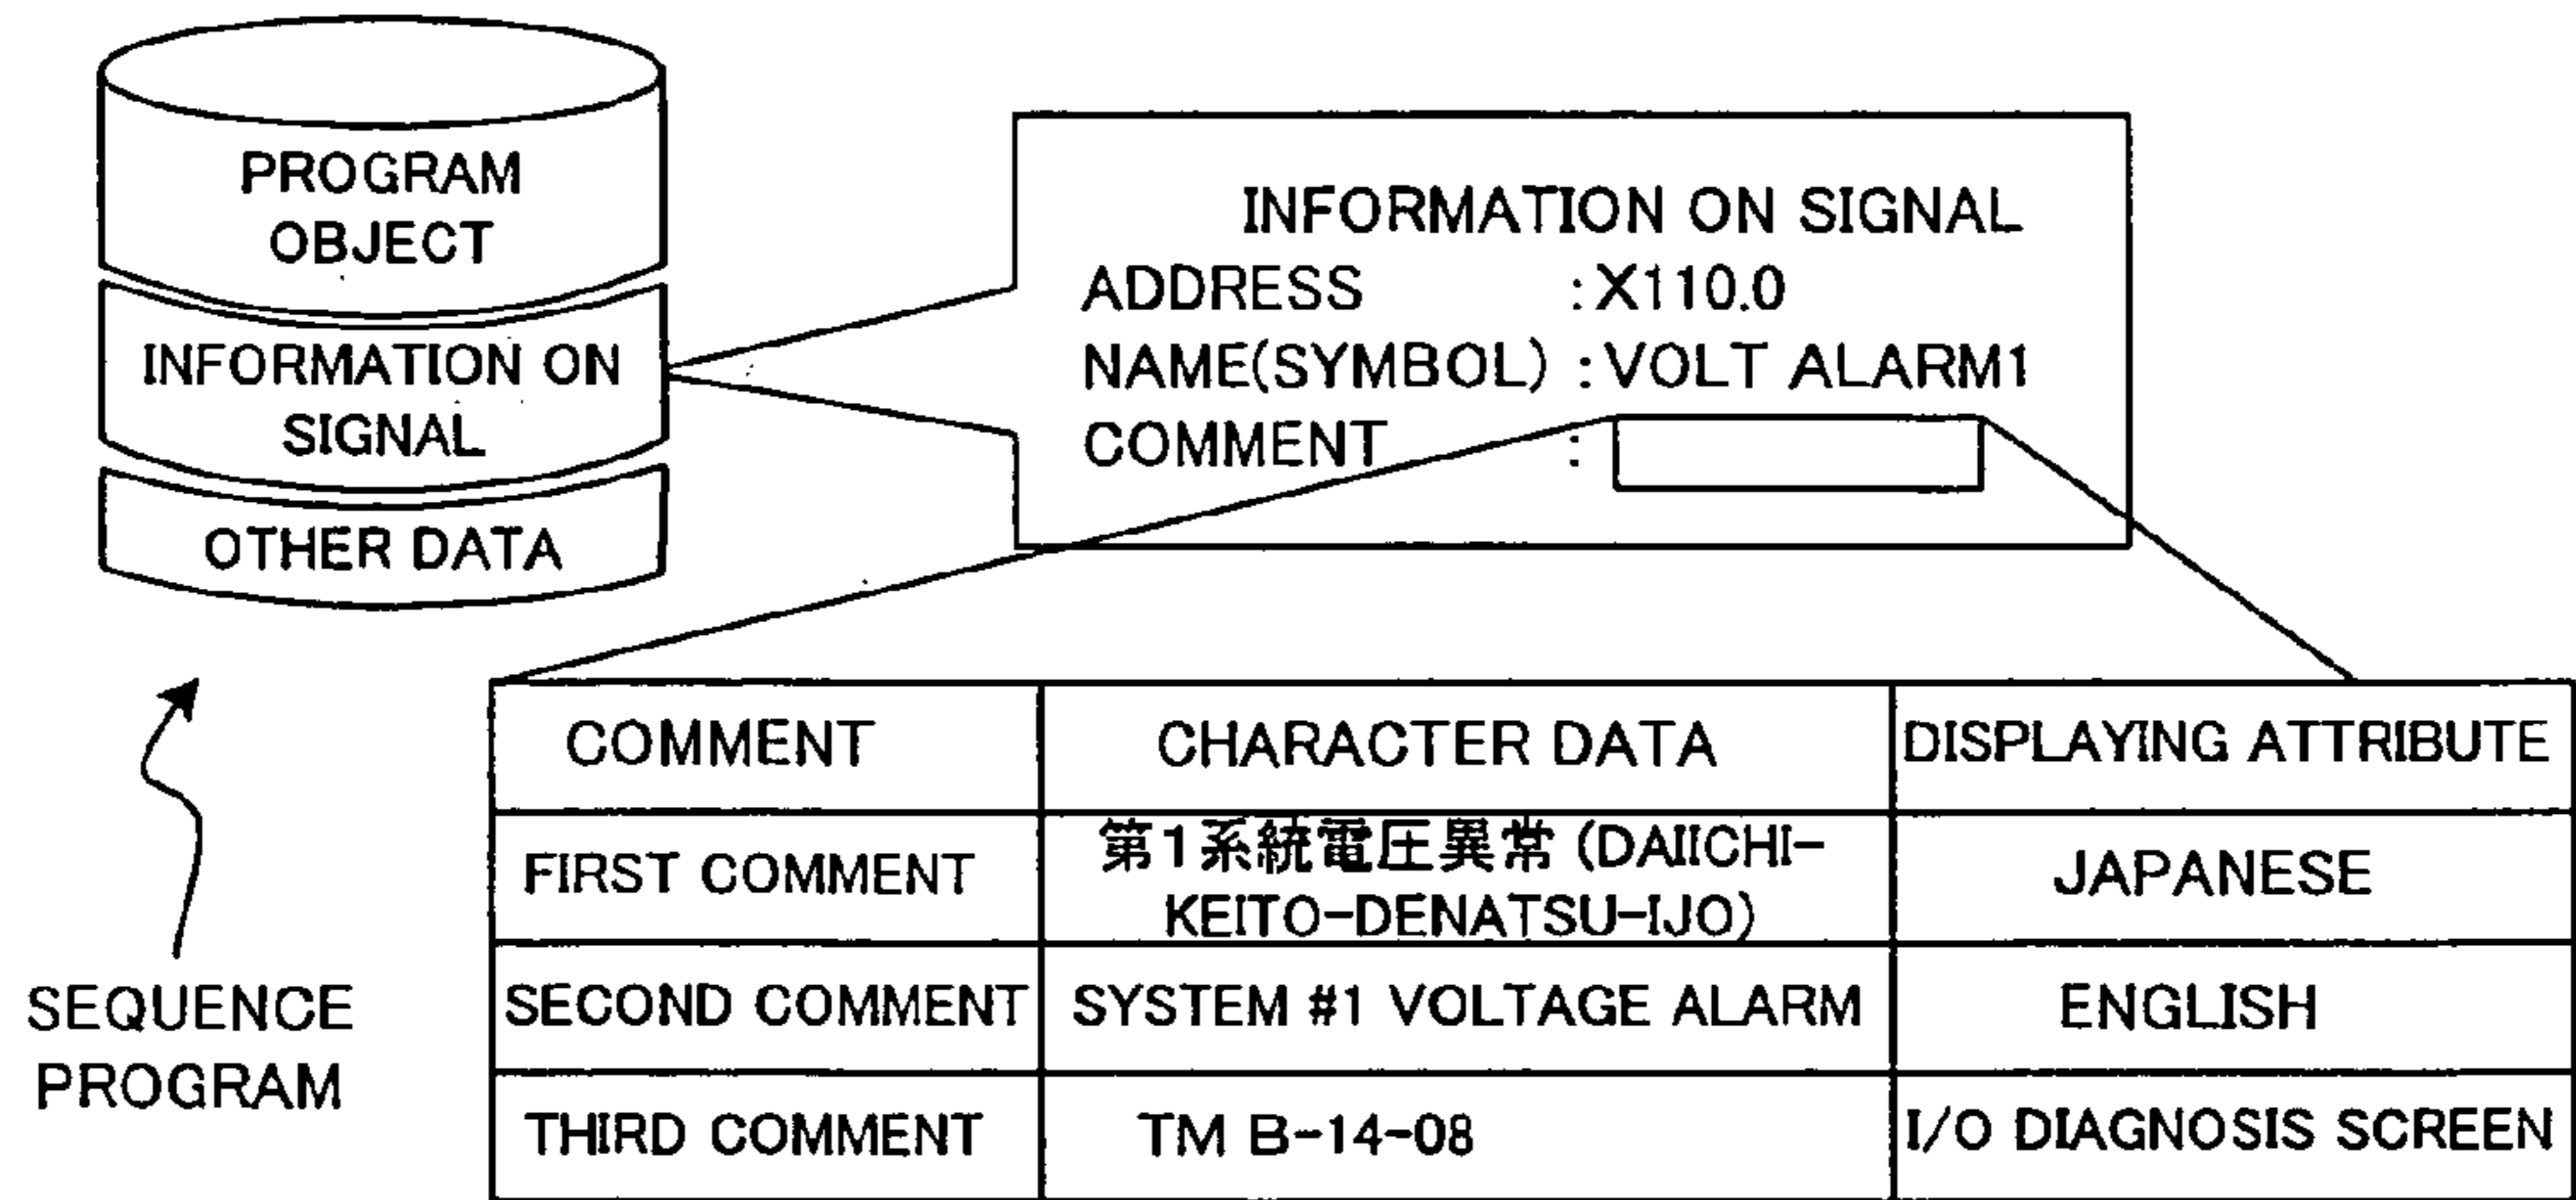 PROGRAM
OBJECT
INFORMATION ON
SIGNAL
OTHER DATA
SEQUENCE
PROGRAM
INFORMATION ON SIGNAL
ADDRESS :X110.0
NAME(SYMBOL) :VOLT ALARM1
COMMENT :
COMMENT CHARACTER DATA DISPLAYING ATTRIBUTE
FIRST COMMENT 第1系統電圧異常 (DAIICHI-
KEITO-DENATSU-IJO) JAPANESE
SECOND COMMENT SYSTEM #1 VOLTAGE ALARM ENGLISH
THIRD COMMENT TM B-14-08 I/O DIAGNOSIS SCREEN